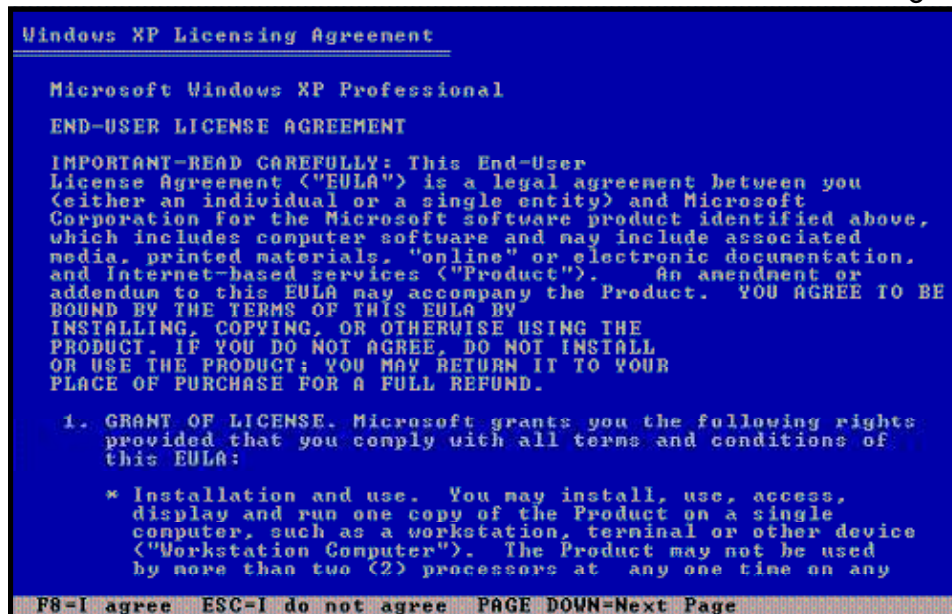 Windows XP Licensing Agreement
Microsoft Windows XP Professional
END-USER LICENSE AGREEMENT
IMPORTANT-READ CAREFULLY: This End-User
License Agreement ("EULA") is a legal agreement between you
(either an individual or a single entity) and Microsoft
Corporation for the Microsoft software product identified above,
which includes computer software and may include associated
media, printed materials, "online" or electronic documentation,
and Internet-based services ("Product").   An amendment or
addendum to this EULA may accompany the Product.  YOU AGREE TO BE
BOUND BY THE TERMS OF THIS EULA BY
INSTALLING, COPYING, OR OTHERWISE USING THE
PRODUCT. IF YOU DO NOT AGREE, DO NOT INSTALL
OR USE THE PRODUCT; YOU MAY RETURN IT TO YOUR
PLACE OF PURCHASE FOR A FULL REFUND.
1. GRANT OF LICENSE. Microsoft grants you the following rights
provided that you comply with all terms and conditions of
this EULA:
* Installation and use.  You may install, use, access,
display and run one copy of the Product on a single
computer, such as a workstation, terminal or other device
("Workstation Computer").  The Product may not be used
by more than two (2) processors at  any one time on any
F8=I agree  ESC=I do not agree  PAGE DOWN=Next Page